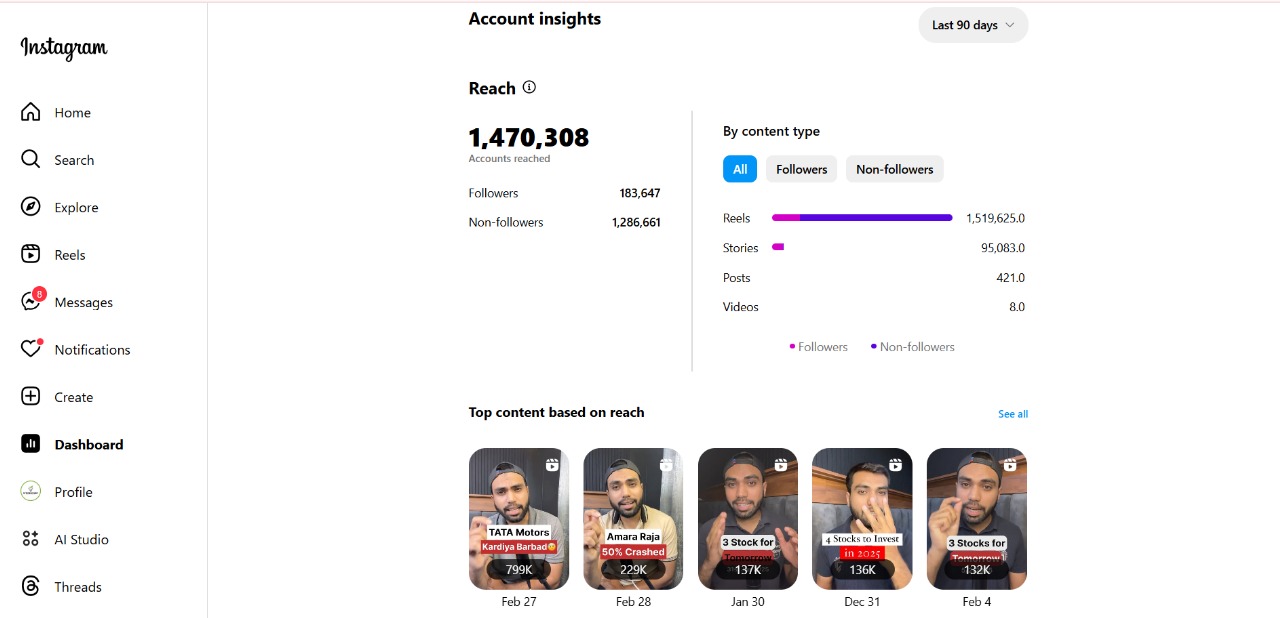 Instagram
Home
Search
Explore
Reels
8
Messages
Notifications
Create
Dashboard
Profile
AI Studio
Threads
Account insights
Last 90 days
Reach
1,470,308
Accounts reached
Followers 183,647
Non-followers 1,286,661
By content type
All Followers Non-followers
Reels 1,519,625.0
Stories 95,083.0
Posts 421.0
Videos 8.0
Followers Non-followers
Top content based on reach
See all
TATA Motors
Kardiya Barbad😢
799K
Feb 27
Amara Raja
50% Crashed
229K
Feb 28
3 Stock for
Tomorrow
137K
Jan 30
4 Stocks to Invest
in 2025
136K
Dec 31
3 Stocks for
Tomorrow
132K
Feb 4